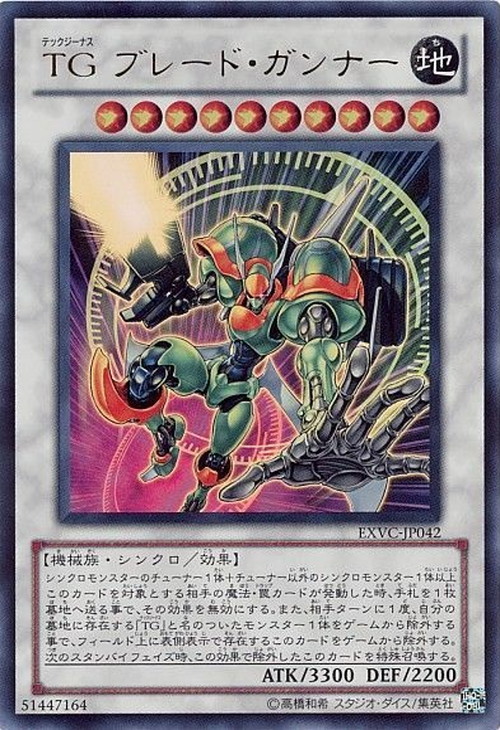 テックジーナス
TG ブレード・ガンナー
ち
地
EXVC-JP042
【機械族・シンクロ／効果】
シンクロモンスターのチューナー1体＋チューナー以外のシンクロモンスター1体以上
このカードを対象とする相手の魔法・罠カードが発動した時、手札を1枚
墓地へ送る事で、その効果を無効にする。また、相手ターンに1度、自分の
墓地に存在する「TG」と名のついたモンスター1体をゲームから除外する
事で、フィールド上に表側表示で存在するこのカードをゲームから除外する。
次のスタンバイフェイズ時、この効果で除外したこのカードを特殊召喚する。
ATK/3300 DEF/2200
51447164
©高橋和希 スタジオ・ダイス/集英社